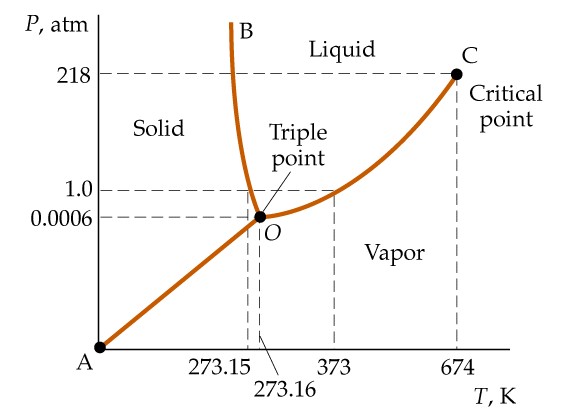 P, atm
B
Liquid
C
218
Critical
point
Solid
Triple
point
1.0
0.0006
O
Vapor
A
273.15
373
674
273.16
T, K